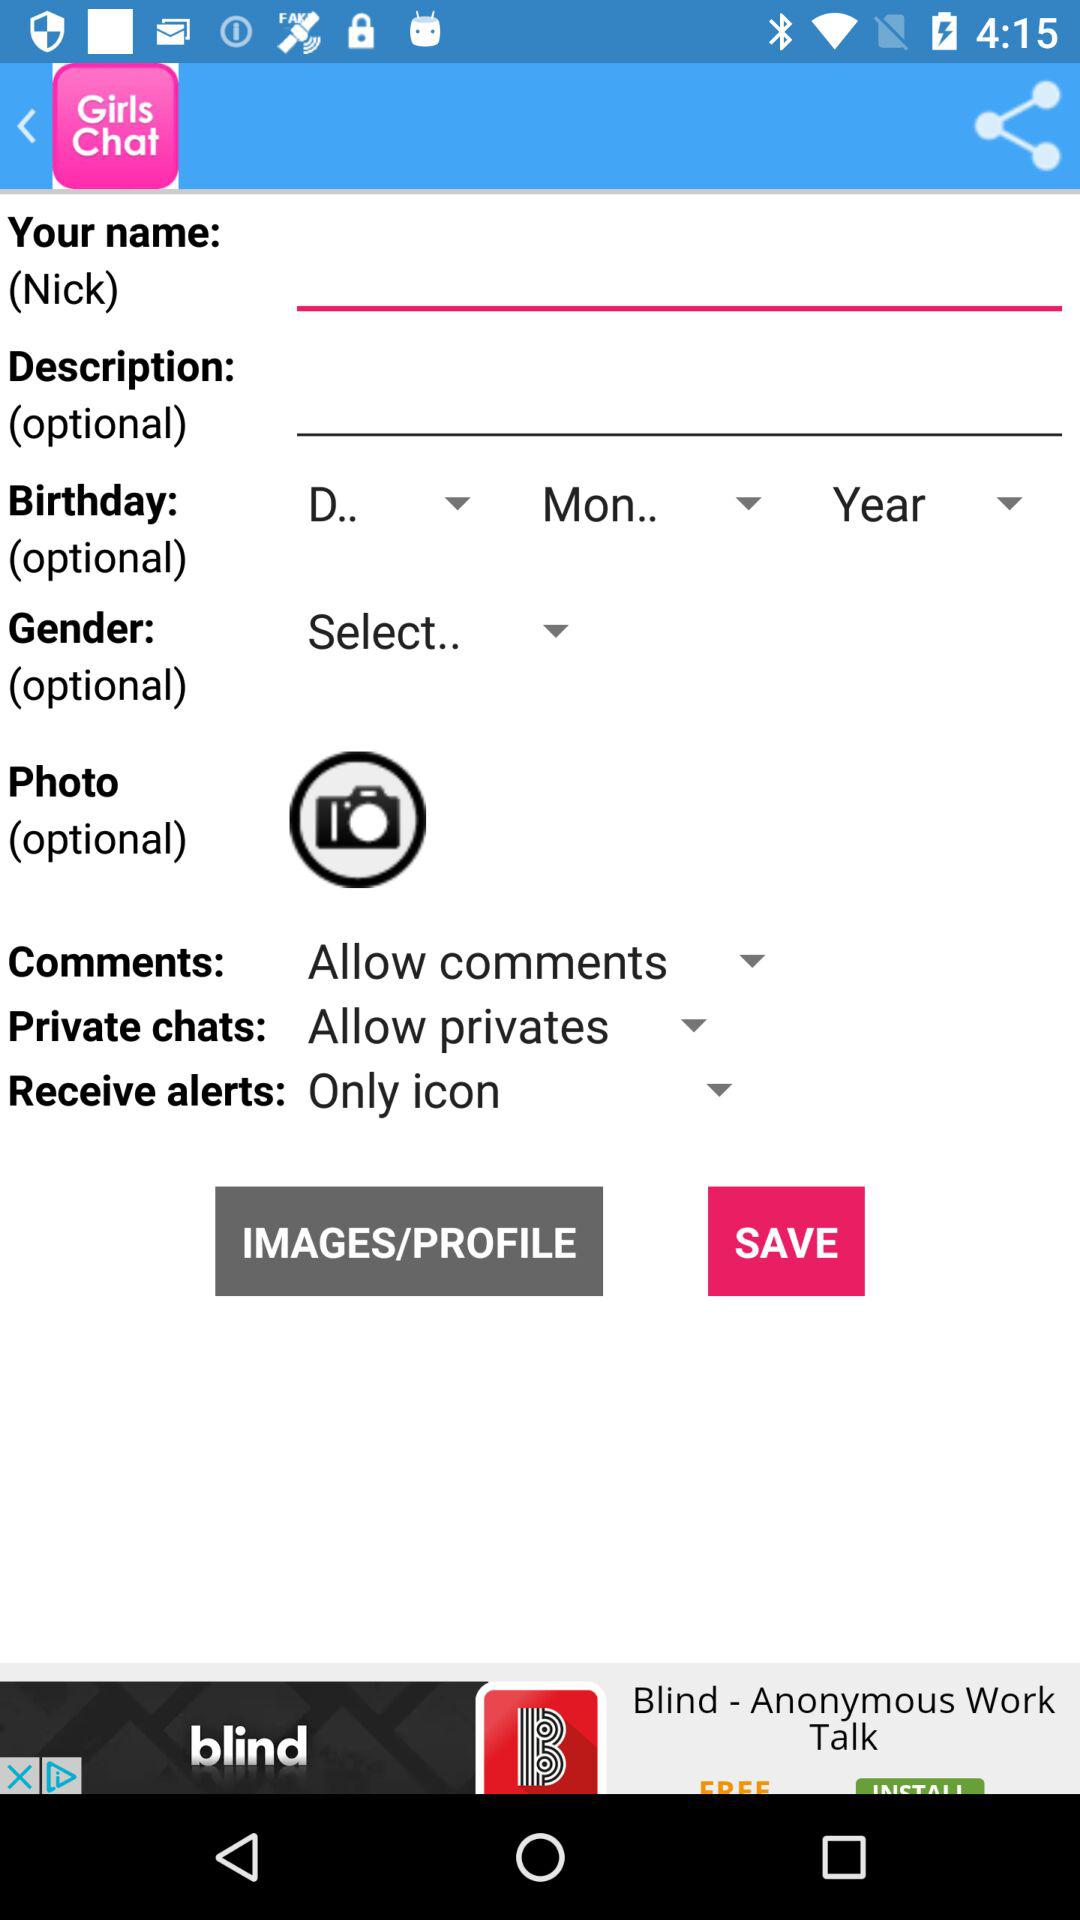 FAKE
4:15
Girls
Chat
Your name:
(Nick)
Description:
(optional)
Birthday: D.. Mon.. Year
(optional)
Gender: Select..
(optional)
Photo
(optional)
Comments: Allow comments
Private chats: Allow privates
Receive alerts: Only icon
IMAGES/PROFILE SAVE
blind
B
Blind - Anonymous Work
Talk
FREE INSTALL